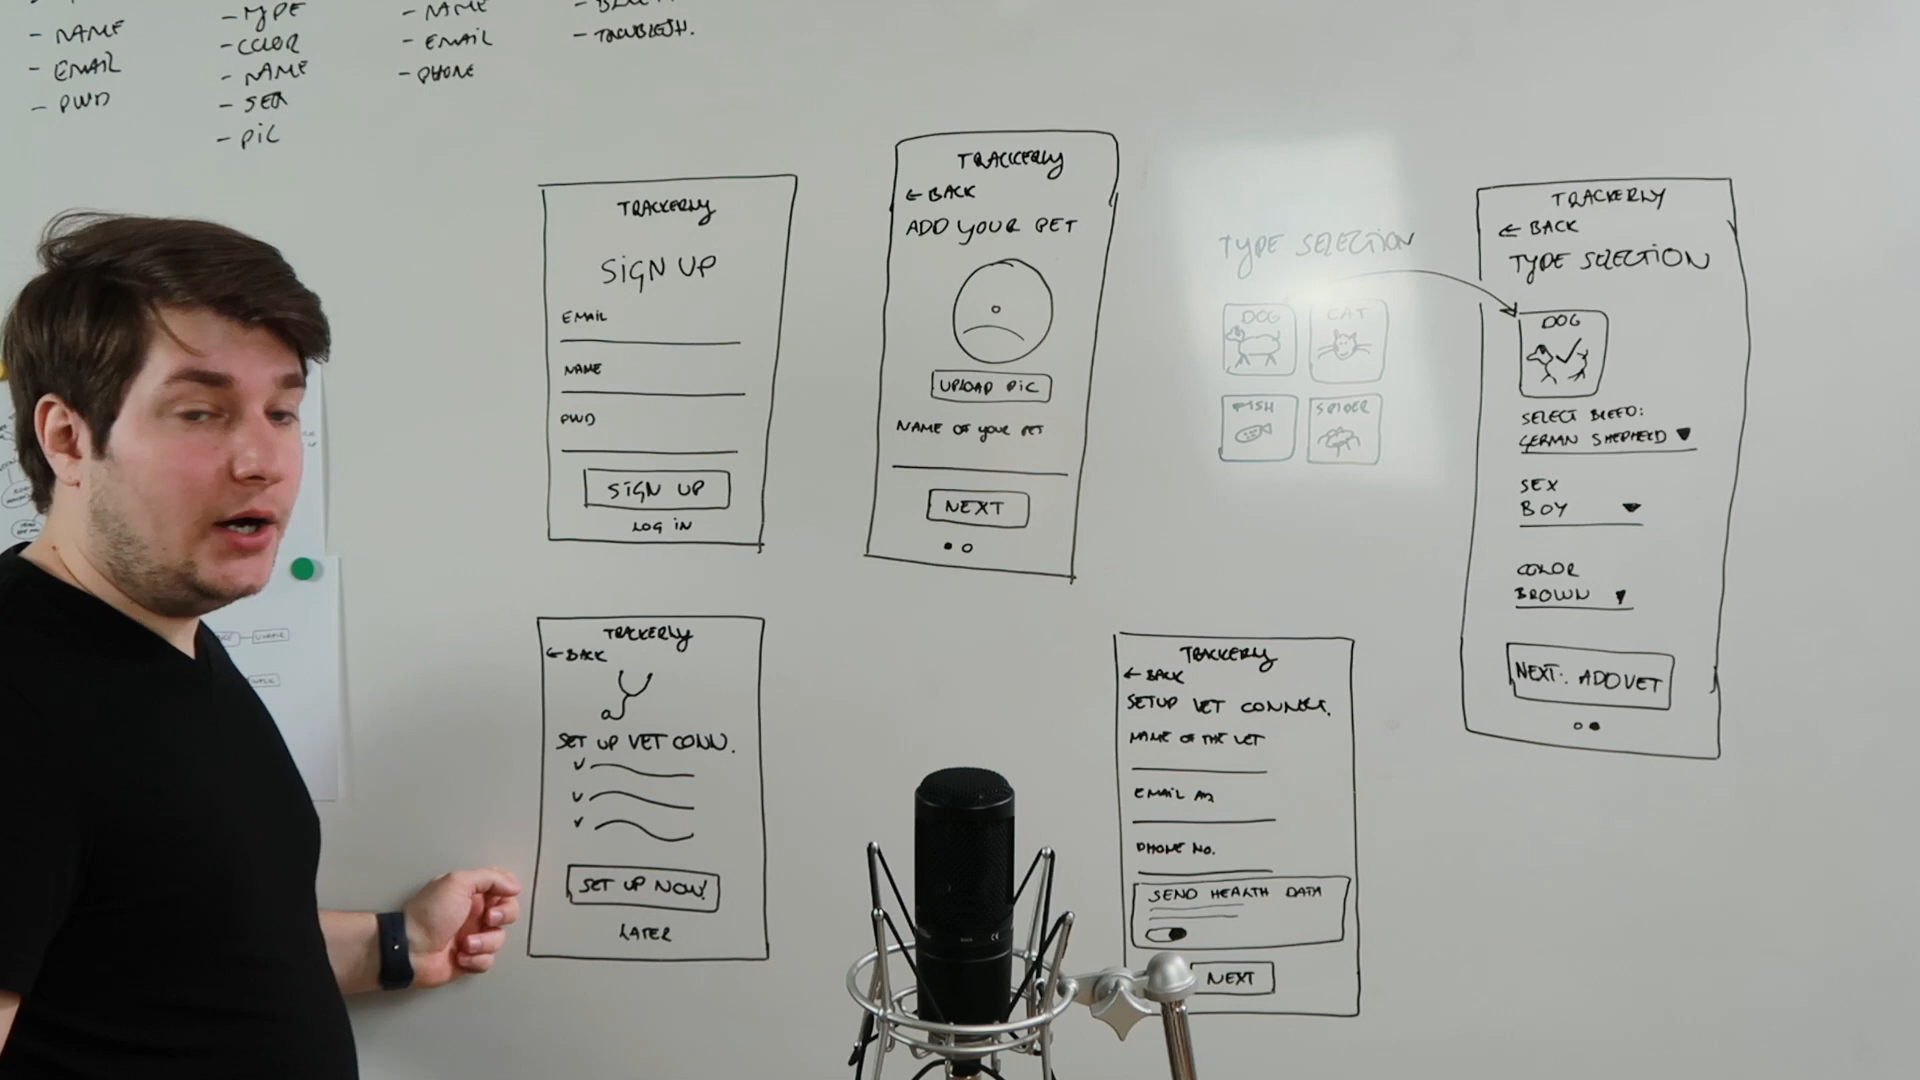 - NAME
- EMAIL
- PWD
- TYPE
- COLOR
- NAME
- SEX
- PIC
- NAME
- EMAIL
- PHONE
- TROUBLESH.
TRACKERLY
SIGN UP
EMAIL
NAME
PWD
SIGN UP
LOG IN
TRACKERLY
← BACK
ADD YOUR PET
UPLOAD PIC
NAME OF YOUR PET
NEXT
TYPE SELECTION
DOG
CAT
FISH
SPIDER
TRACKERLY
← BACK
TYPE SELECTION
DOG
SELECT BLEED:
GERMAN SHEPHERD
SEX
BOY
COLOR
BROWN
NEXT: ADD VET
TRACKERLY
← BACK
SET UP VET CONN.
SET UP NOW!
LATER
TRACKERLY
← BACK
SETUP VET CONNECT.
NAME OF THE VET
EMAIL AD
PHONE NO.
SEND HEALTH DATA
NEXT